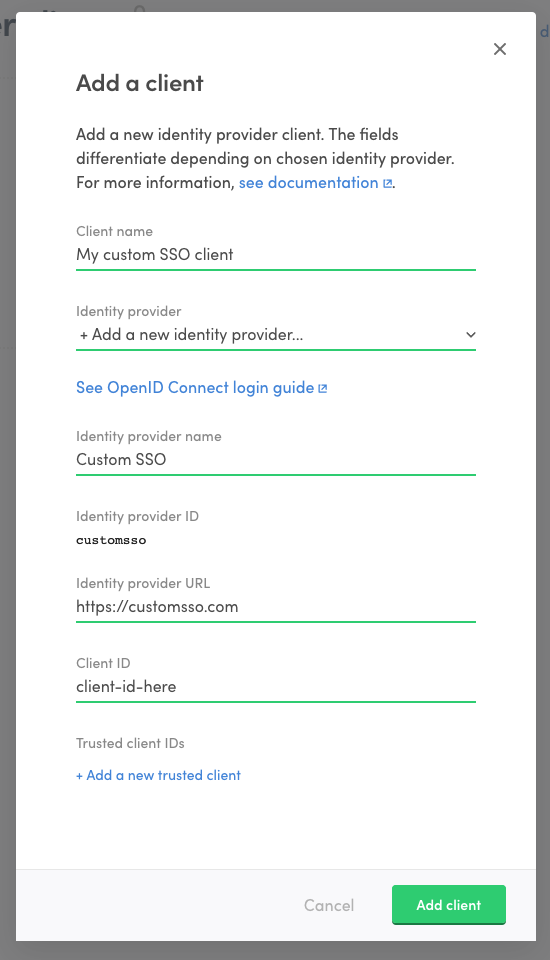 Add a client
Add a new identity provider client. The fields
differentiate depending on chosen identity provider.
For more information, see documentation.
Client name
My custom SSO client
Identity provider
+ Add a new identity provider...
See OpenID Connect login guide
Identity provider name
Custom SSO
Identity provider ID
customsso
Identity provider URL
https://customsso.com
Client ID
client-id-here
Trusted client IDs
+ Add a new trusted client
Cancel
Add client